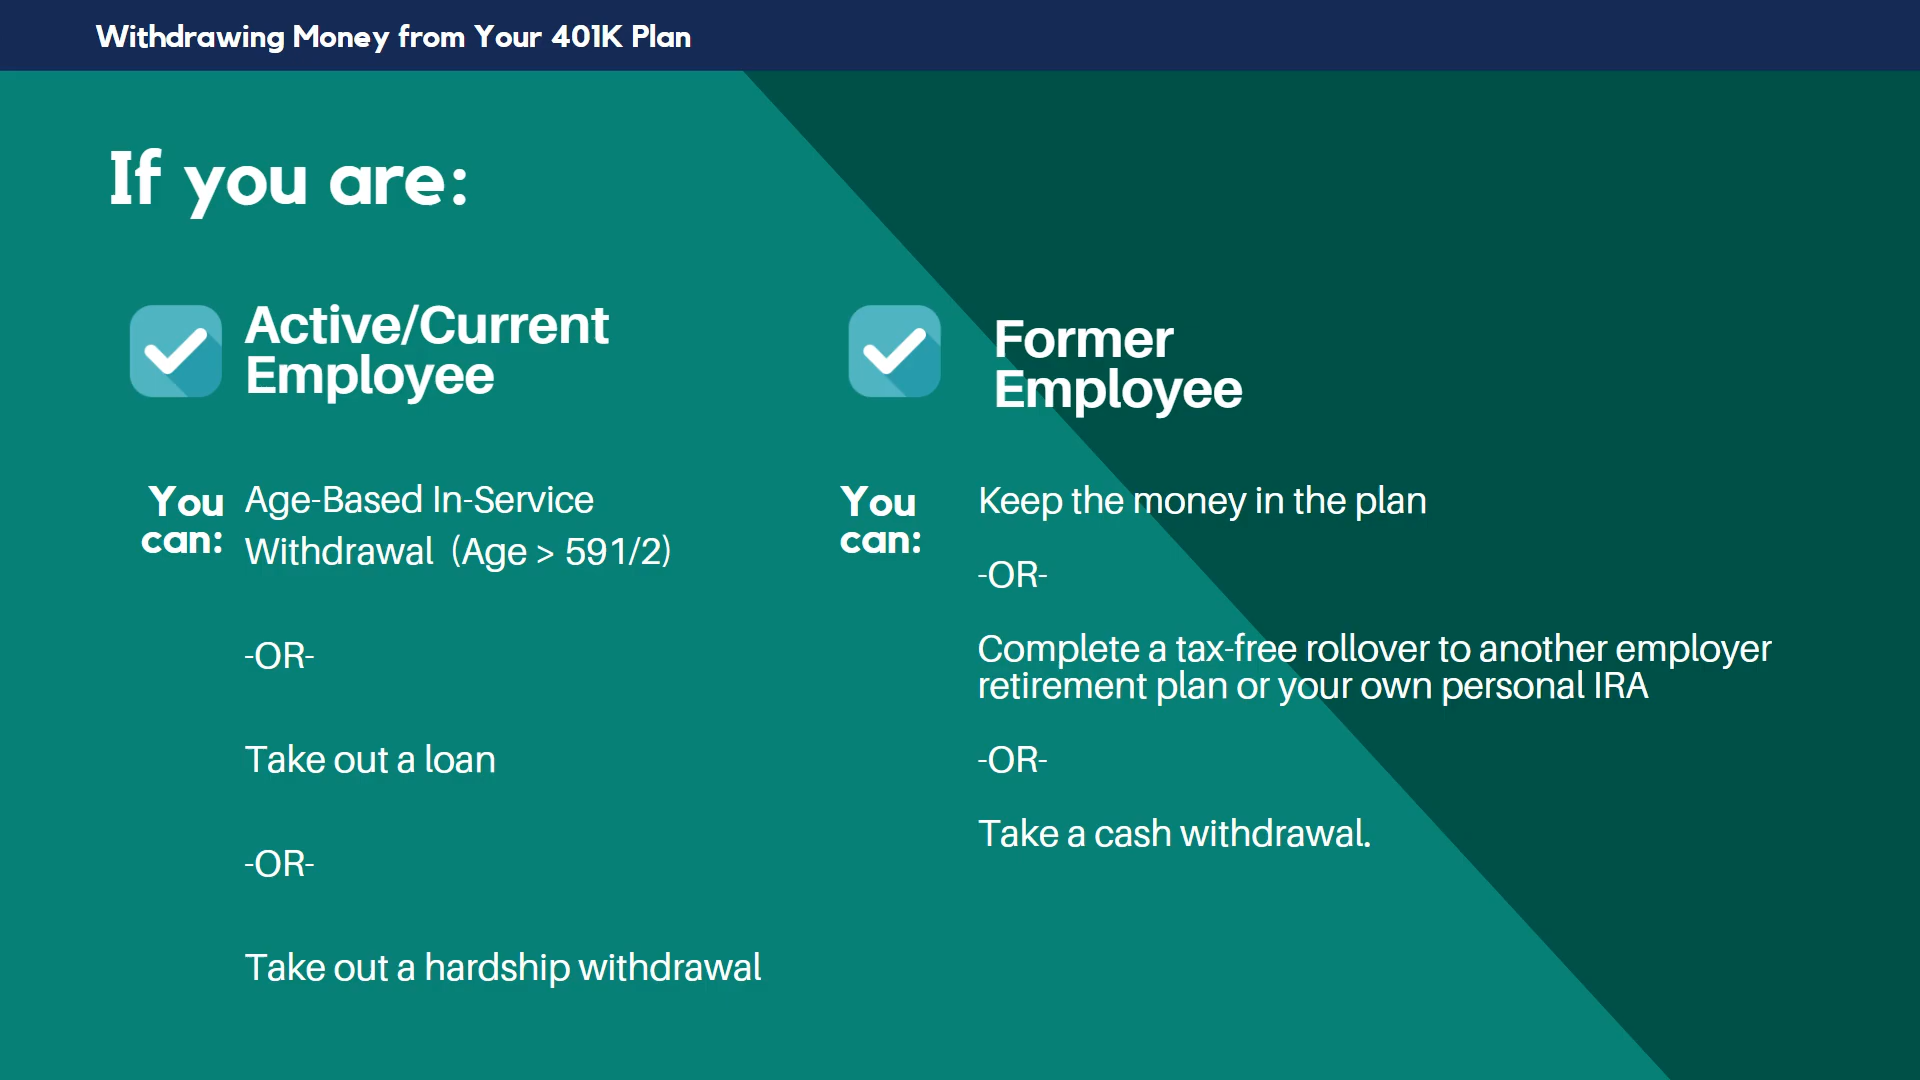 Withdrawing Money from Your 401K Plan
If you are:
Active/Current
Employee
You
can:
Age-Based In-Service
Withdrawal  (Age > 591/2)
-OR-
Take out a loan
-OR-
Take out a hardship withdrawal
Former
Employee
You
can:
Keep the money in the plan
-OR-
Complete a tax-free rollover to another employer
retirement plan or your own personal IRA
-OR-
Take a cash withdrawal.